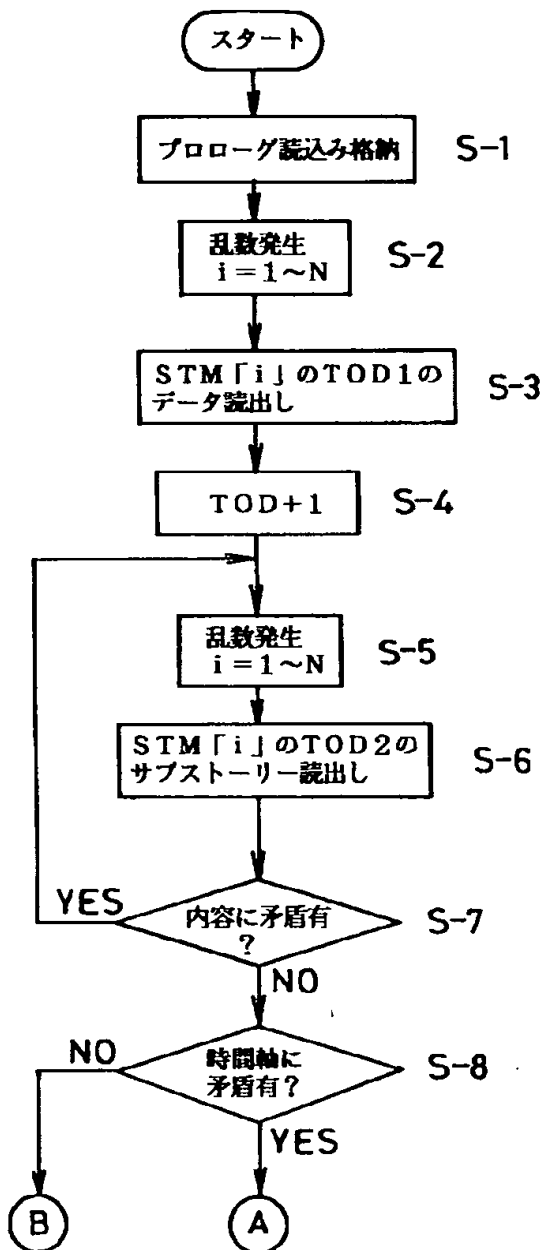 スタート
プロローグ読込み格納
S-1
乱数発生
i=1~N
S-2
STM「i」のTOD1の
データ読出し
S-3
TOD+1
S-4
乱数発生
i=1~N
S-5
STM「i」のTOD2の
サブストーリー読出し
S-6
YES
内容に矛盾有
?
S-7
NO
NO
時間軸に
矛盾有?
S-8
YES
B
A